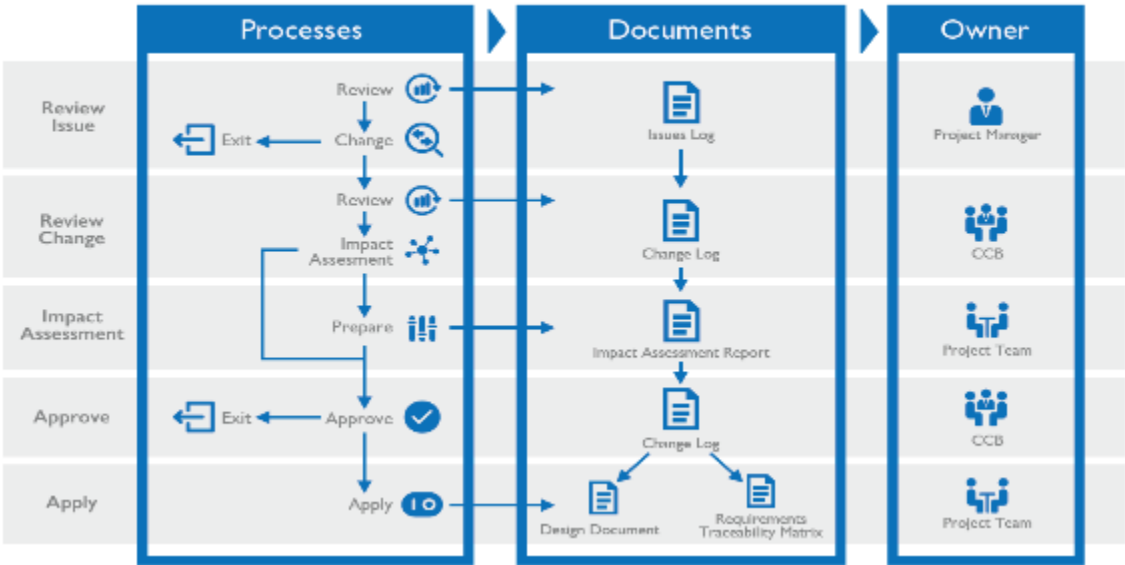 Processes
Documents
Owner
Review
Issue
Review
Exit
Change
Issues Log
Project Manager
Review
Change
Review
Impact
Assesment
Change Log
CCB
Impact
Assessment
Prepare
Impact Assessment Report
Project Team
Approve
Exit
Approve
Change Log
CCB
Apply
Apply
Design Document
Requirements
Traceability Matrix
Project Team